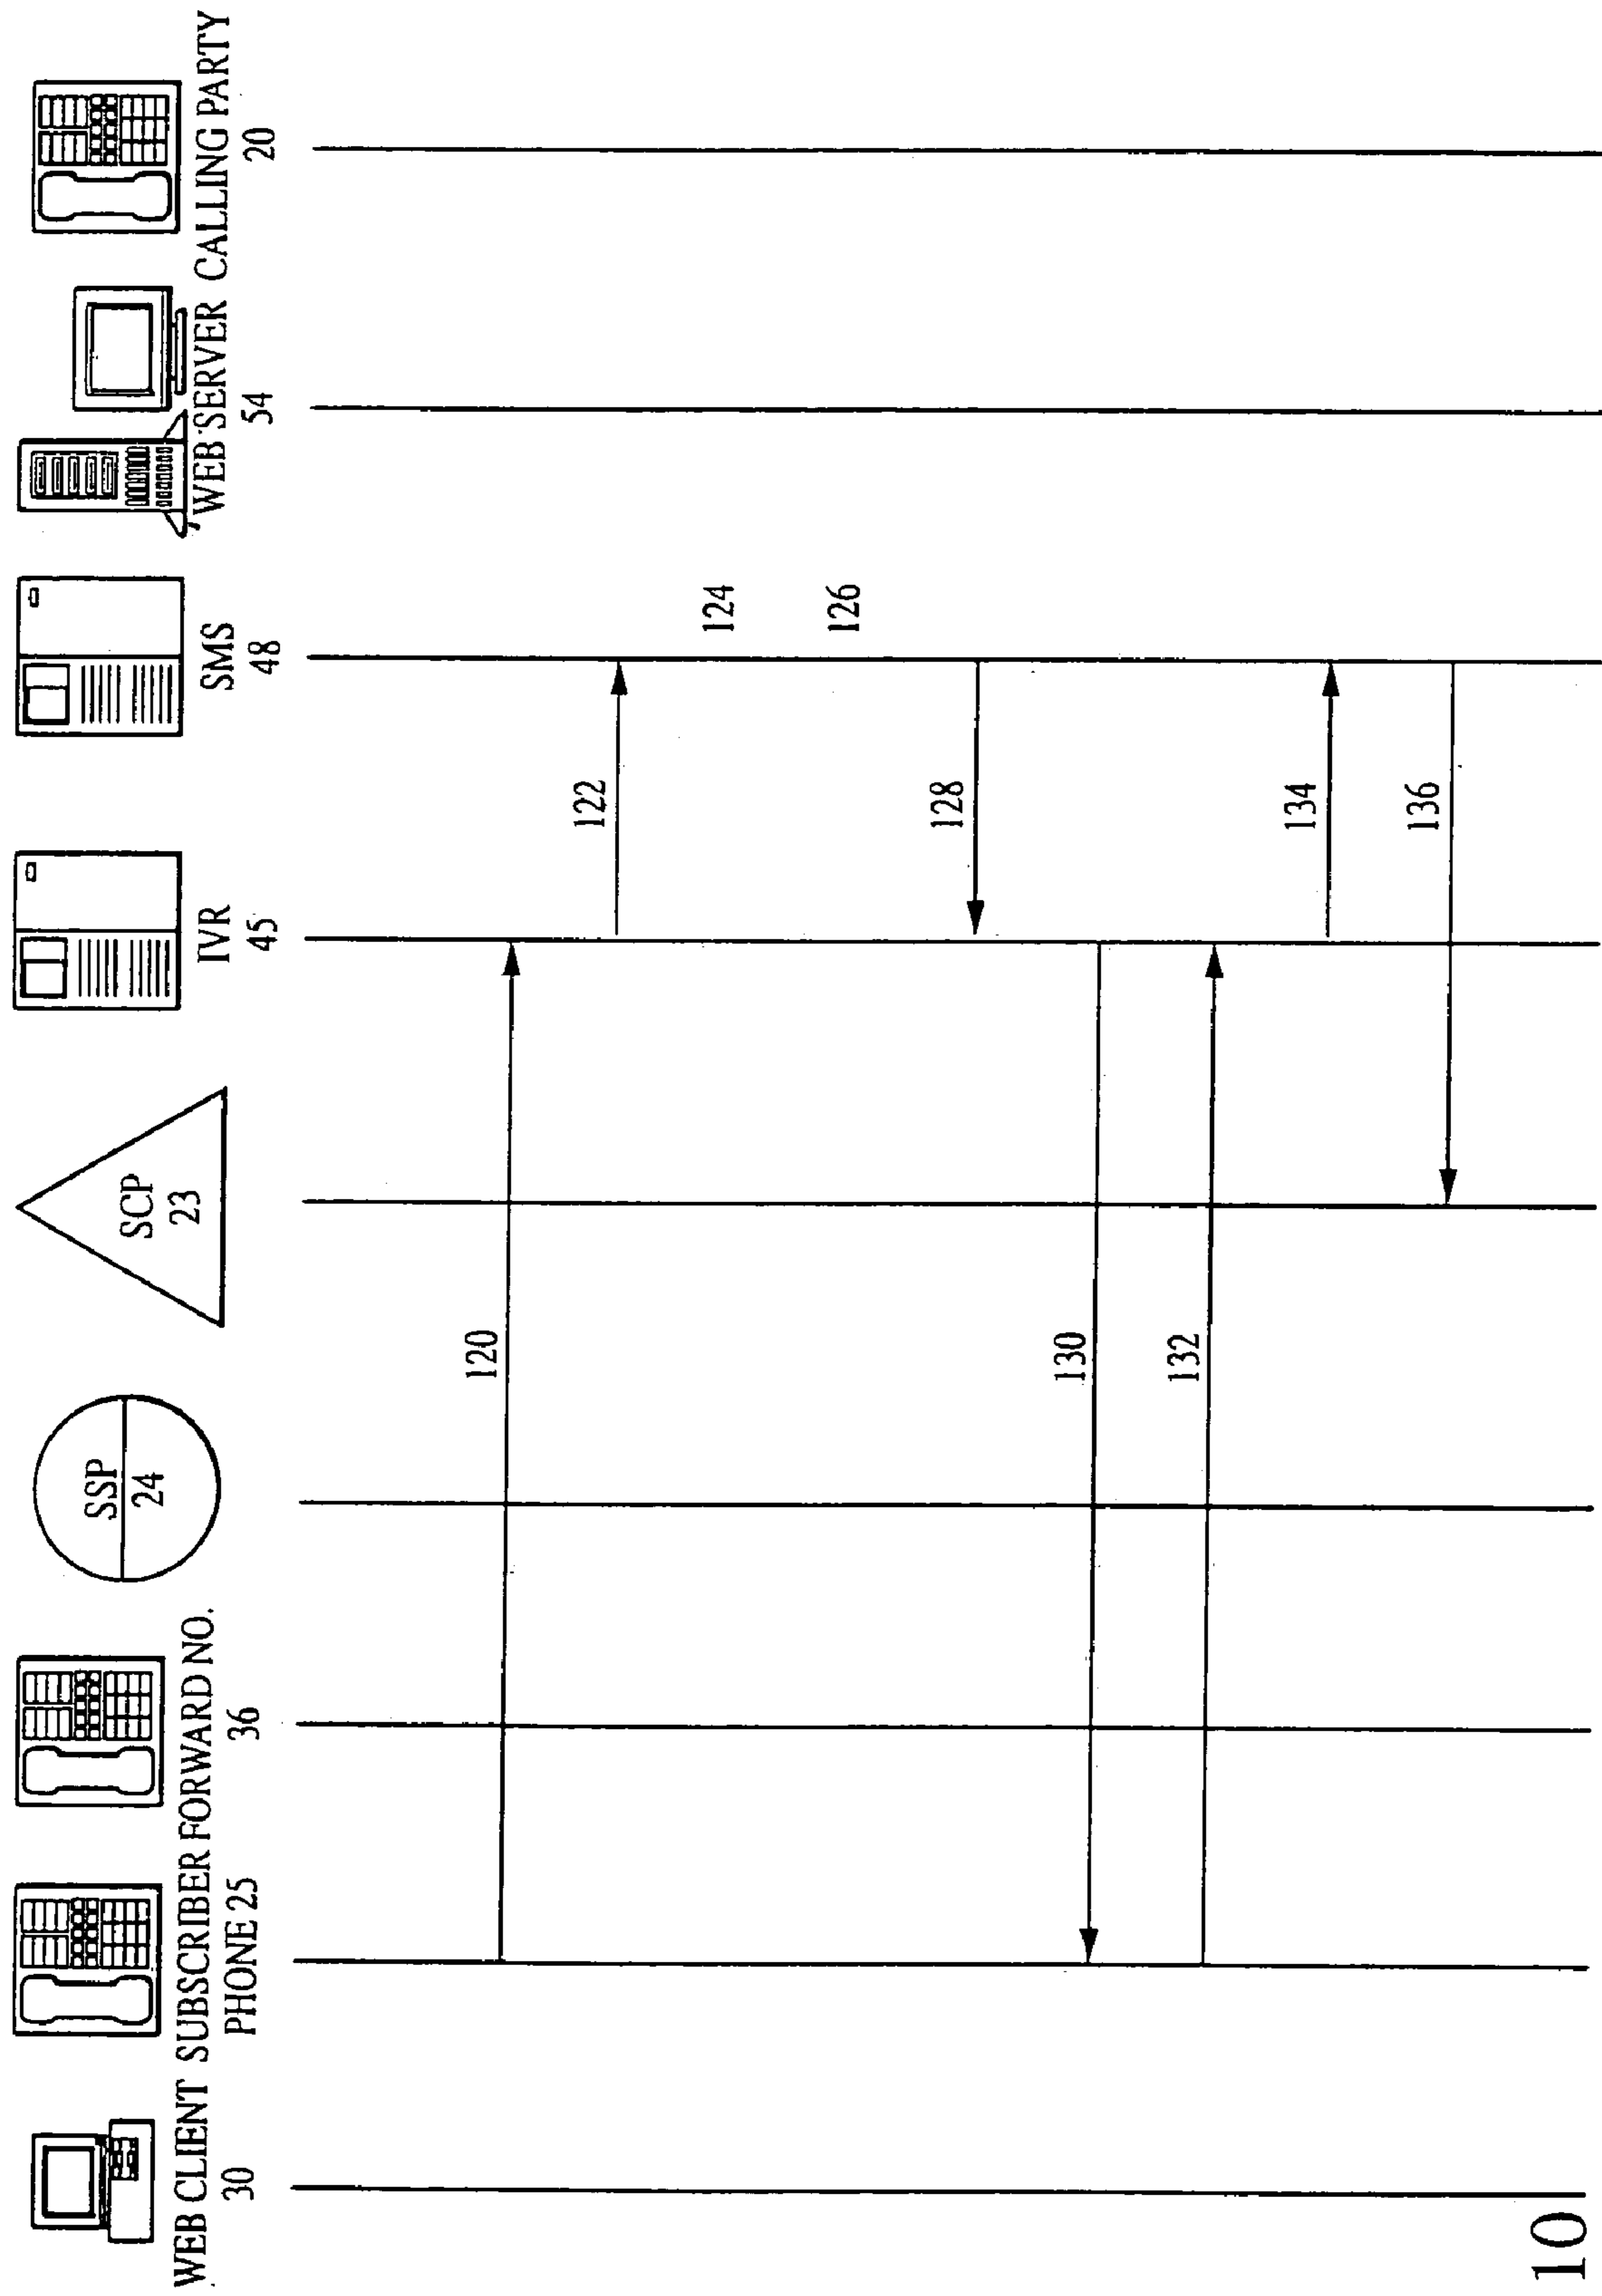 WEB CLIENT SUBSCRIBER FORWARD NO.
30
PHONE 25
36
SSP
24
SCP
23
IVR
45
SMS
48
WEB SERVER
54
CALLING PARTY
20
120
122
124
126
128
130
132
134
136
10